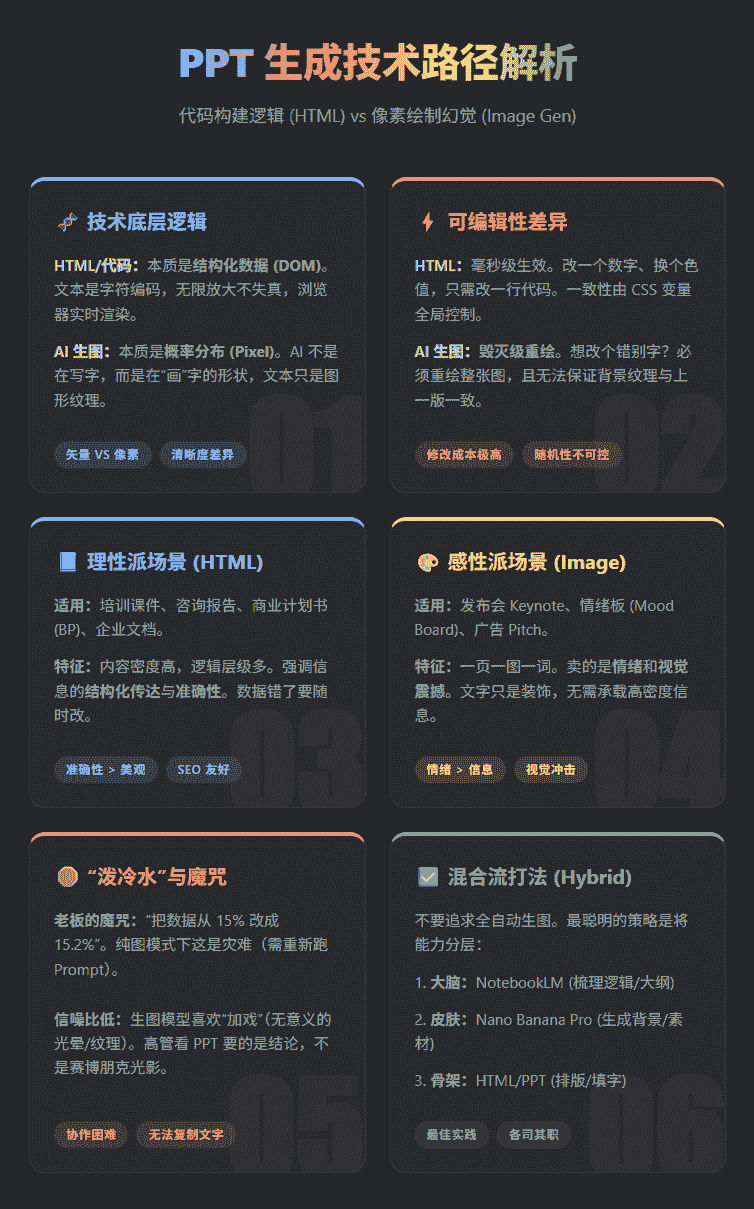 PPT 生成技术路径解析
代码构建逻辑 (HTML) vs 像素绘制幻觉 (Image Gen)
🧬 技术底层逻辑
HTML/代码：本质是结构化数据 (DOM)。
文本是字符编码，无限放大不失真，浏览
器实时渲染。
AI 生图：本质是概率分布 (Pixel)。AI 不是
在写字，而是在“画”字的形状，文本只是图
形纹理。
矢量 VS 像素
清晰度差异
01
⚡ 可编辑性差异
HTML：毫秒级生效。改一个数字、换个色
值，只需改一行代码。一致性由 CSS 变量
全局控制。
AI 生图：毁灭级重绘。想改个错别字？必
须重绘整张图，且无法保证背景纹理与上
一版一致。
修改成本极高
随机性不可控
02
📘 理性派场景 (HTML)
适用：培训课件、咨询报告、商业计划书
(BP)、企业文档。
特征：内容密度高，逻辑层级多。强调信
息的结构化传达与准确性。数据错了要随
时改。
准确性 > 美观
SEO 友好
03
🎨 感性派场景 (Image)
适用：发布会 Keynote、情绪板 (Mood
Board)、广告 Pitch。
特征：一页一图一词。卖的是情绪和视觉
震撼。文字只是装饰，无需承载高密度信
息。
情绪 > 信息
视觉冲击
04
“泼冷水”与魔咒
老板的魔咒：“把数据从 15% 改成
15.2%”。纯图模式下这是灾难（需重新跑
Prompt）。
信噪比低：生图模型喜欢“加戏”（无意义的
光晕/纹理）。高管看 PPT 要的是结论，不
是赛博朋克光影。
协作困难
无法复制文字
05
✅ 混合流打法 (Hybrid)
不要追求全自动生图。最聪明的策略是将
能力分层：
1. 大脑：NotebookLM (梳理逻辑/大纲)
2. 皮肤：Nano Banana Pro (生成背景/素
材)
3. 骨架：HTML/PPT (排版/填字)
最佳实践
各司其职
06